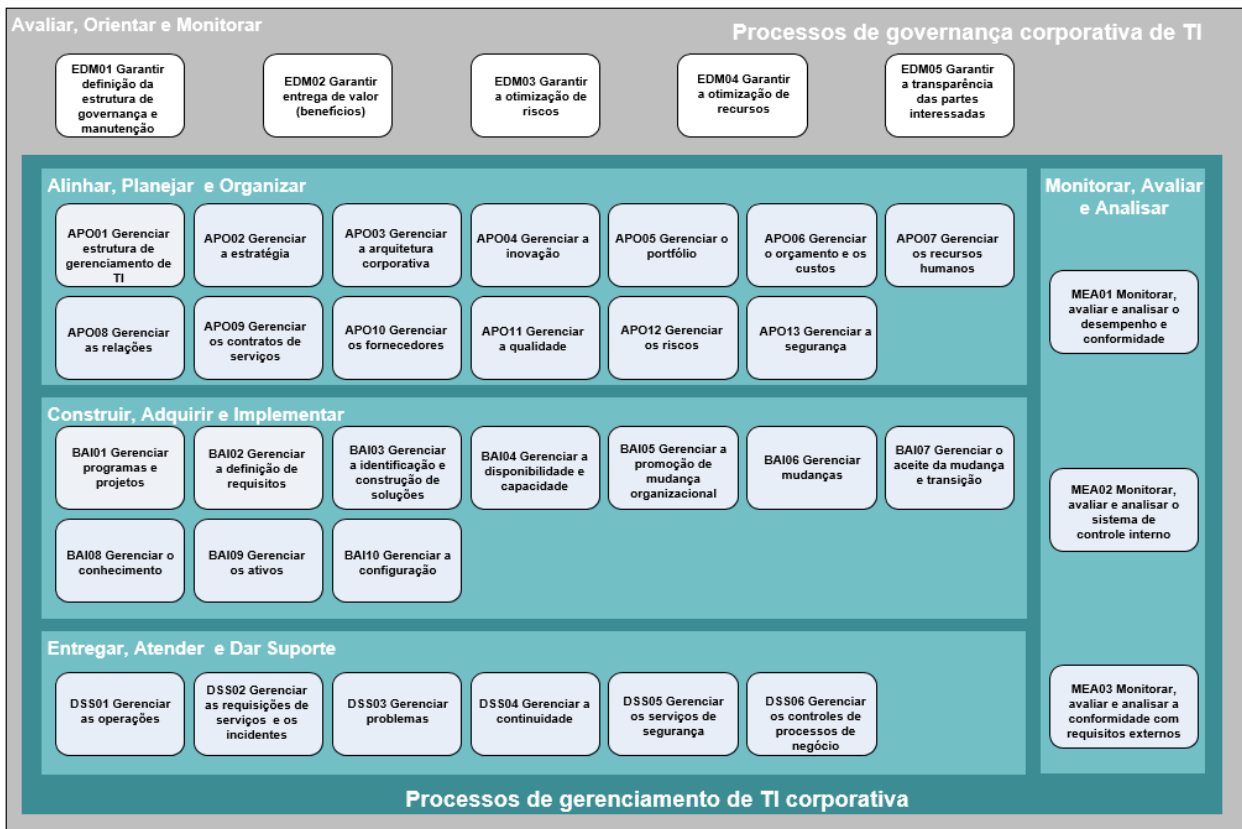 Avaliar, Orientar e Monitorar
Processos de governança corporativa de TI
EDM01 Garantir
definição da
estrutura de
governança e
manutenção
EDM02 Garantir
entrega de valor
(benefícios)
EDM03 Garantir
a otimização de
riscos
EDM04 Garantir
a otimização de
recursos
EDM05 Garantir
a transparência
das partes
interessadas
Alinhar, Planejar e Organizar
APO01 Gerenciar
estrutura de
gerenciamento de
TI
APO02 Gerenciar
a estratégia
APO03 Gerenciar
a arquitetura
corporativa
APO04 Gerenciar a
inovação
APO05 Gerenciar o
portfólio
APO06 Gerenciar
o orçamento e os
custos
APO07 Gerenciar
os recursos
humanos
APO08 Gerenciar
as relações
APO09 Gerenciar
os contratos de
serviços
APO10 Gerenciar
os fornecedores
APO11 Gerenciar
a qualidade
APO12 Gerenciar
os riscos
APO13 Gerenciar a
segurança
Construir, Adquirir e Implementar
BAI01 Gerenciar
programas e
projetos
BAI02 Gerenciar
a definição de
requisitos
BAI03 Gerenciar
a identificação e
construção de
soluções
BAI04 Gerenciar a
disponibilidade e
capacidade
BAI05 Gerenciar a
promoção de
mudança
organizacional
BAI06 Gerenciar
mudanças
BAI07 Gerenciar o
aceite da mudança
e transição
BAI08 Gerenciar o
conhecimento
BAI09 Gerenciar
os ativos
BAI10 Gerenciar a
configuração
Entregar, Atender e Dar Suporte
DSS01 Gerenciar
as operações
DSS02 Gerenciar
as requisições de
serviços e os
incidentes
DSS03 Gerenciar
problemas
DSS04 Gerenciar a
continuidade
DSS05 Gerenciar
os serviços de
segurança
DSS06 Gerenciar
os controles de
processos de
negócio
Monitorar, Avaliar
e Analisar
MEA01 Monitorar,
avaliar e analisar o
desempenho e
conformidade
MEA02 Monitorar,
avaliar e analisar o
sistema de
controle interno
MEA03 Monitorar,
avaliar e analisar a
conformidade com
requisitos externos
Processos de gerenciamento de TI corporativa